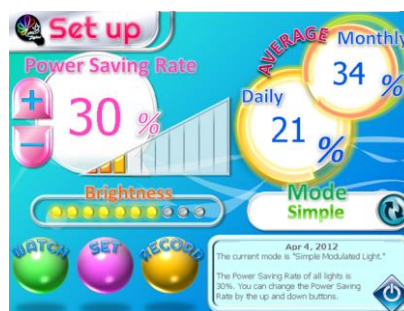 Set up
Power Saving Rate
+
30 %
−
AVERAGE
Monthly
34 %
Daily
21 %
Brightness
Mode
Simple
WATCH
SET
RECORD
Apr 4, 2012
The current mode is "Simple Modulated Light."
The Power Saving Rate of all lights is
30%. You can change the Power Saving
Rate by the up and down buttons.